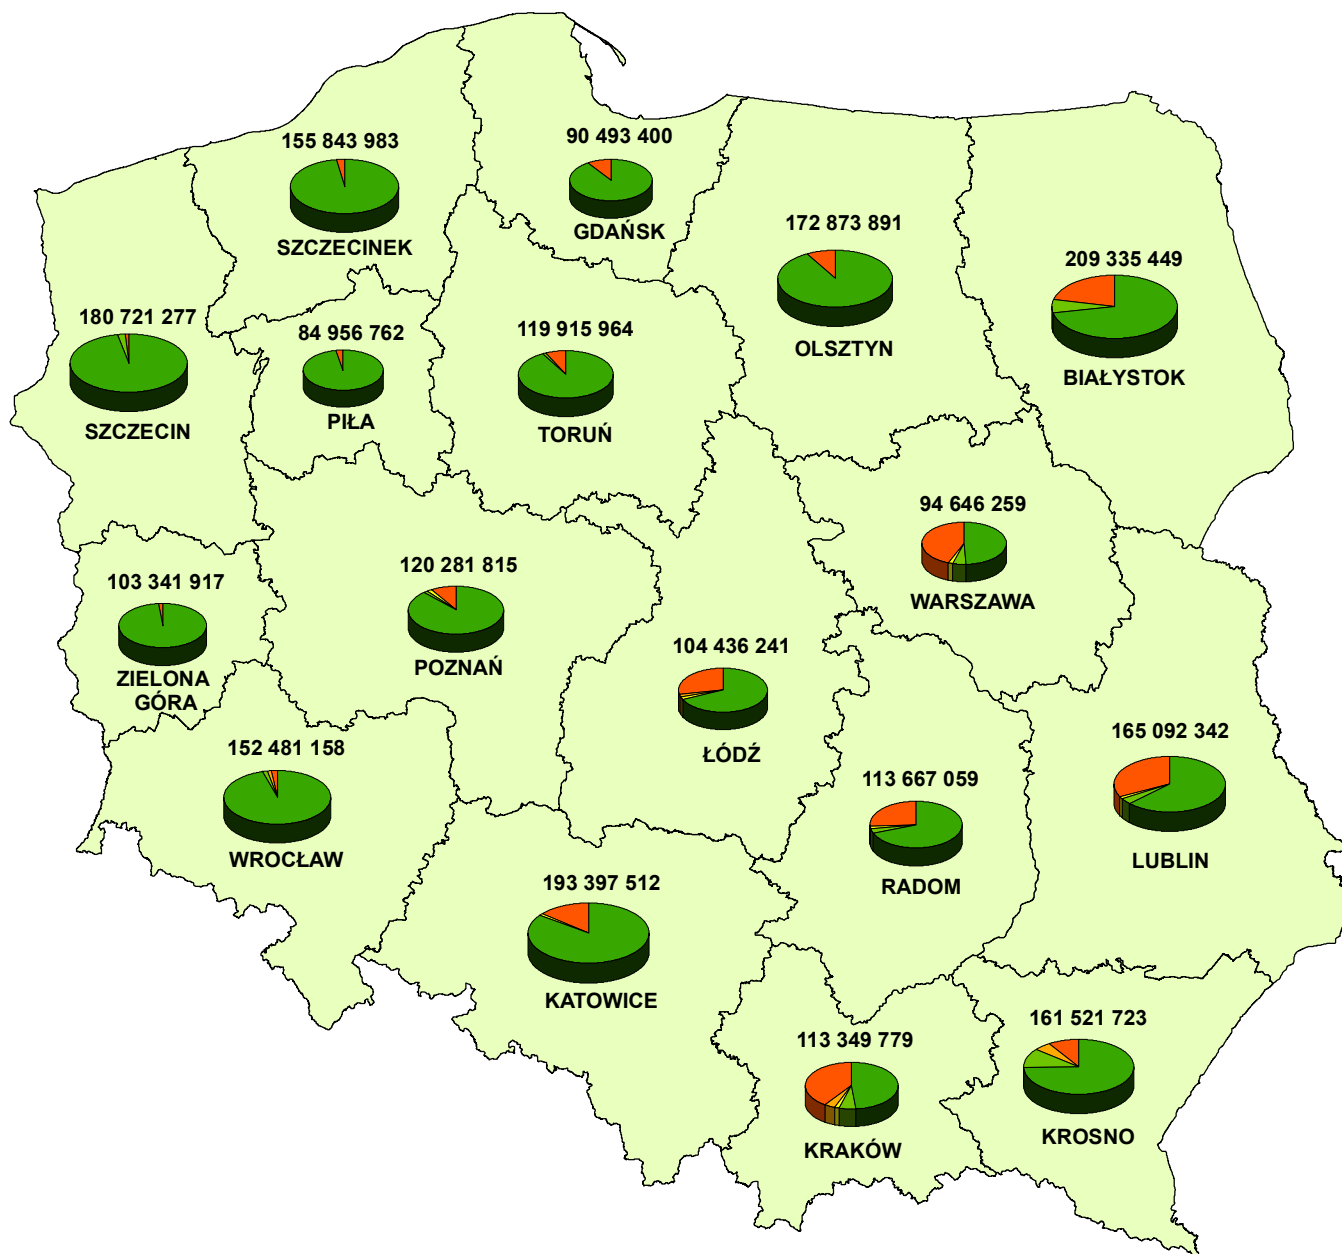 155 843 983
SZCZECINEK
90 493 400
GDAŃSK
172 873 891
OLSZTYN
209 335 449
BIAŁYSTOK
180 721 277
SZCZECIN
84 956 762
PIŁA
119 915 964
TORUŃ
94 646 259
WARSZAWA
103 341 917
ZIELONA
GÓRA
120 281 815
POZNAŃ
104 436 241
ŁÓDŹ
165 092 342
LUBLIN
152 481 158
WROCŁAW
113 667 059
RADOM
193 397 512
KATOWICE
113 349 779
KRAKÓW
161 521 723
KROSNO